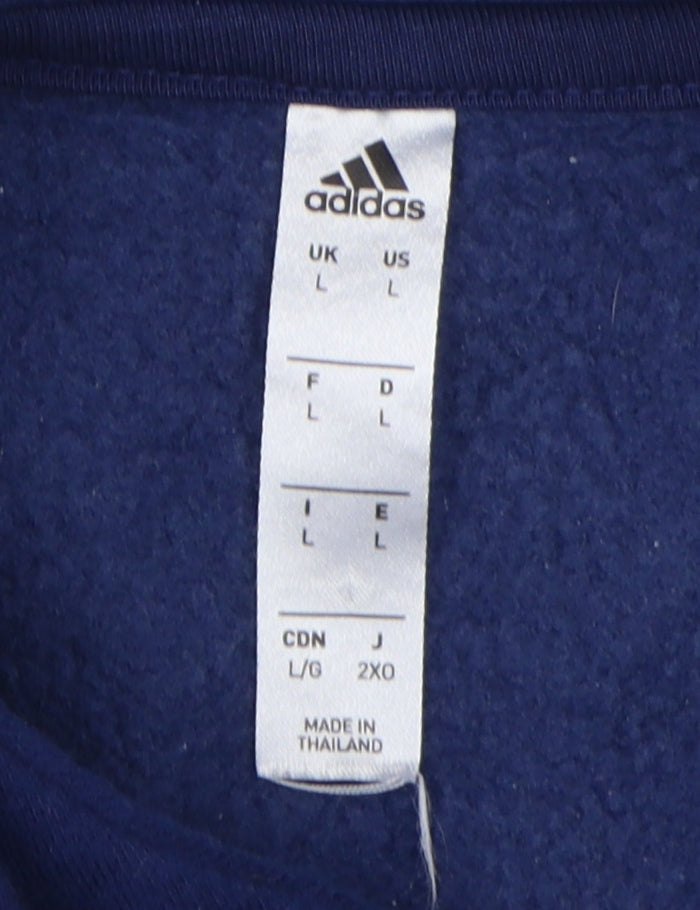 adidas
UK US
L L
F D
L L
I E
L L
CDN J
L/G 2XO
MADE IN
THAILAND